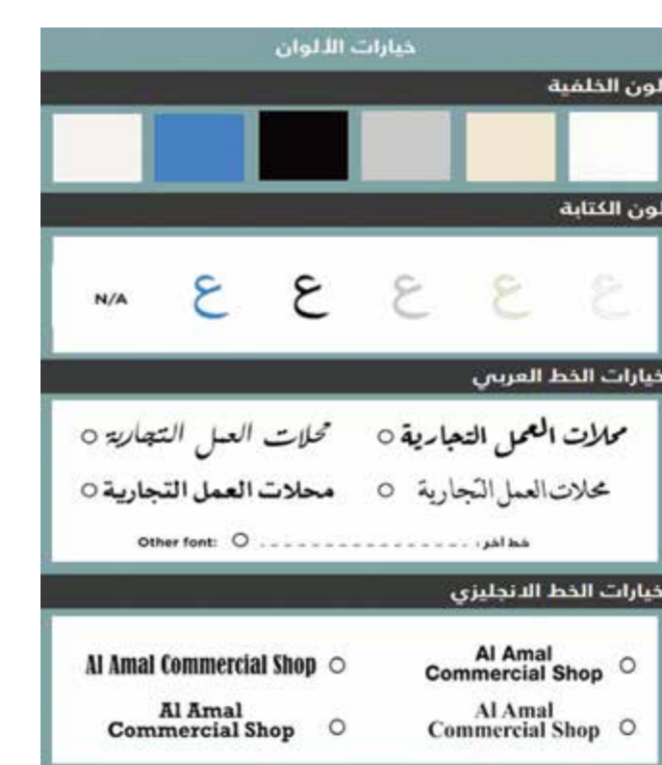 خيارات الألوان
لون الخلفية
لون الكتابة
ع ع ع ع ع N/A
خيارات الخط العربي
محلات العمل التجارية محلات العمل التجارية
محلات العمل التجارية محلات العمل التجارية
Other font: خط أخر:
خيارات الخط الانجليزي
Al Amal Commercial Shop
Al Amal
Commercial Shop
Al Amal
Commercial Shop
Al Amal
Commercial Shop